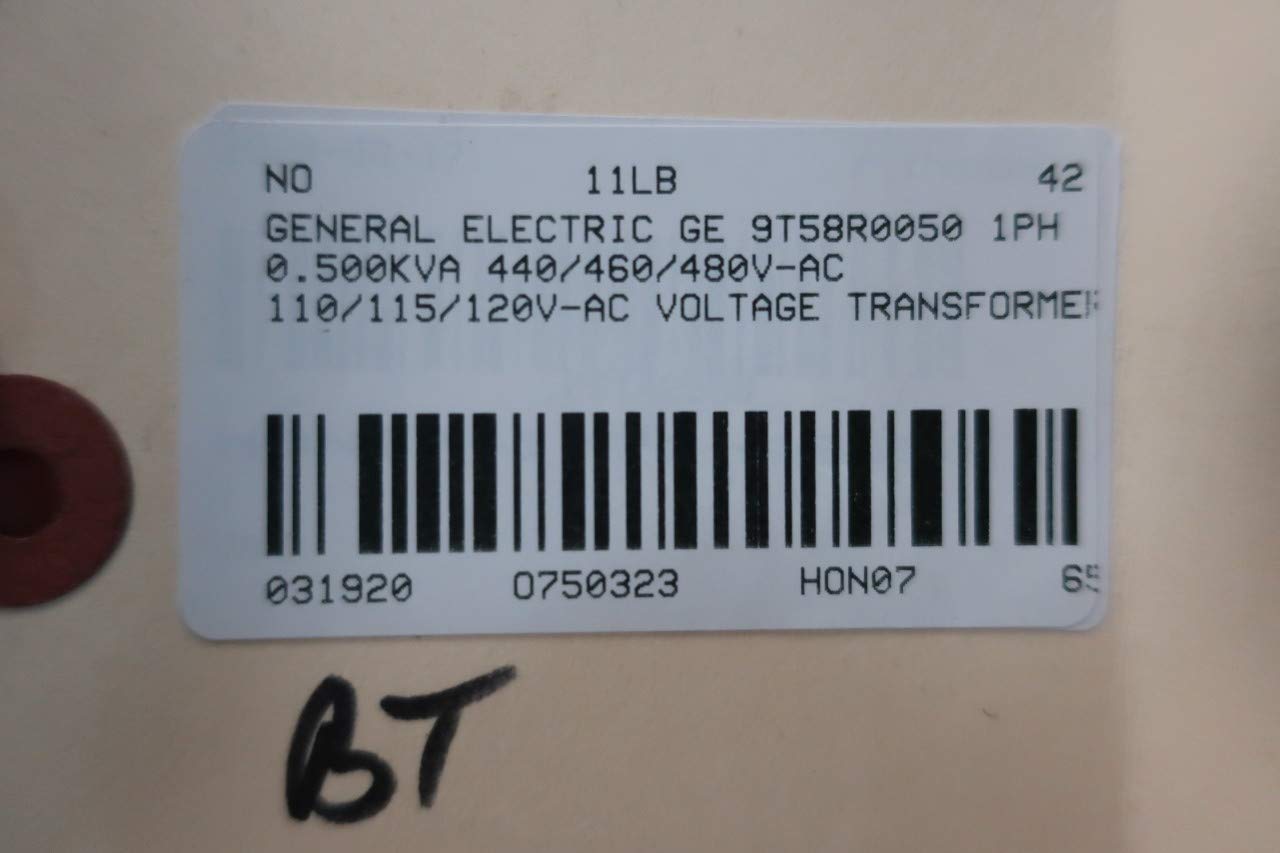 NO 11LB 42
GENERAL ELECTRIC GE 9T58R0050 1PH
0.500KVA 440/460/480V-AC
110/115/120V-AC VOLTAGE TRANSFORMER
031920 O750323 HON07 65
BT